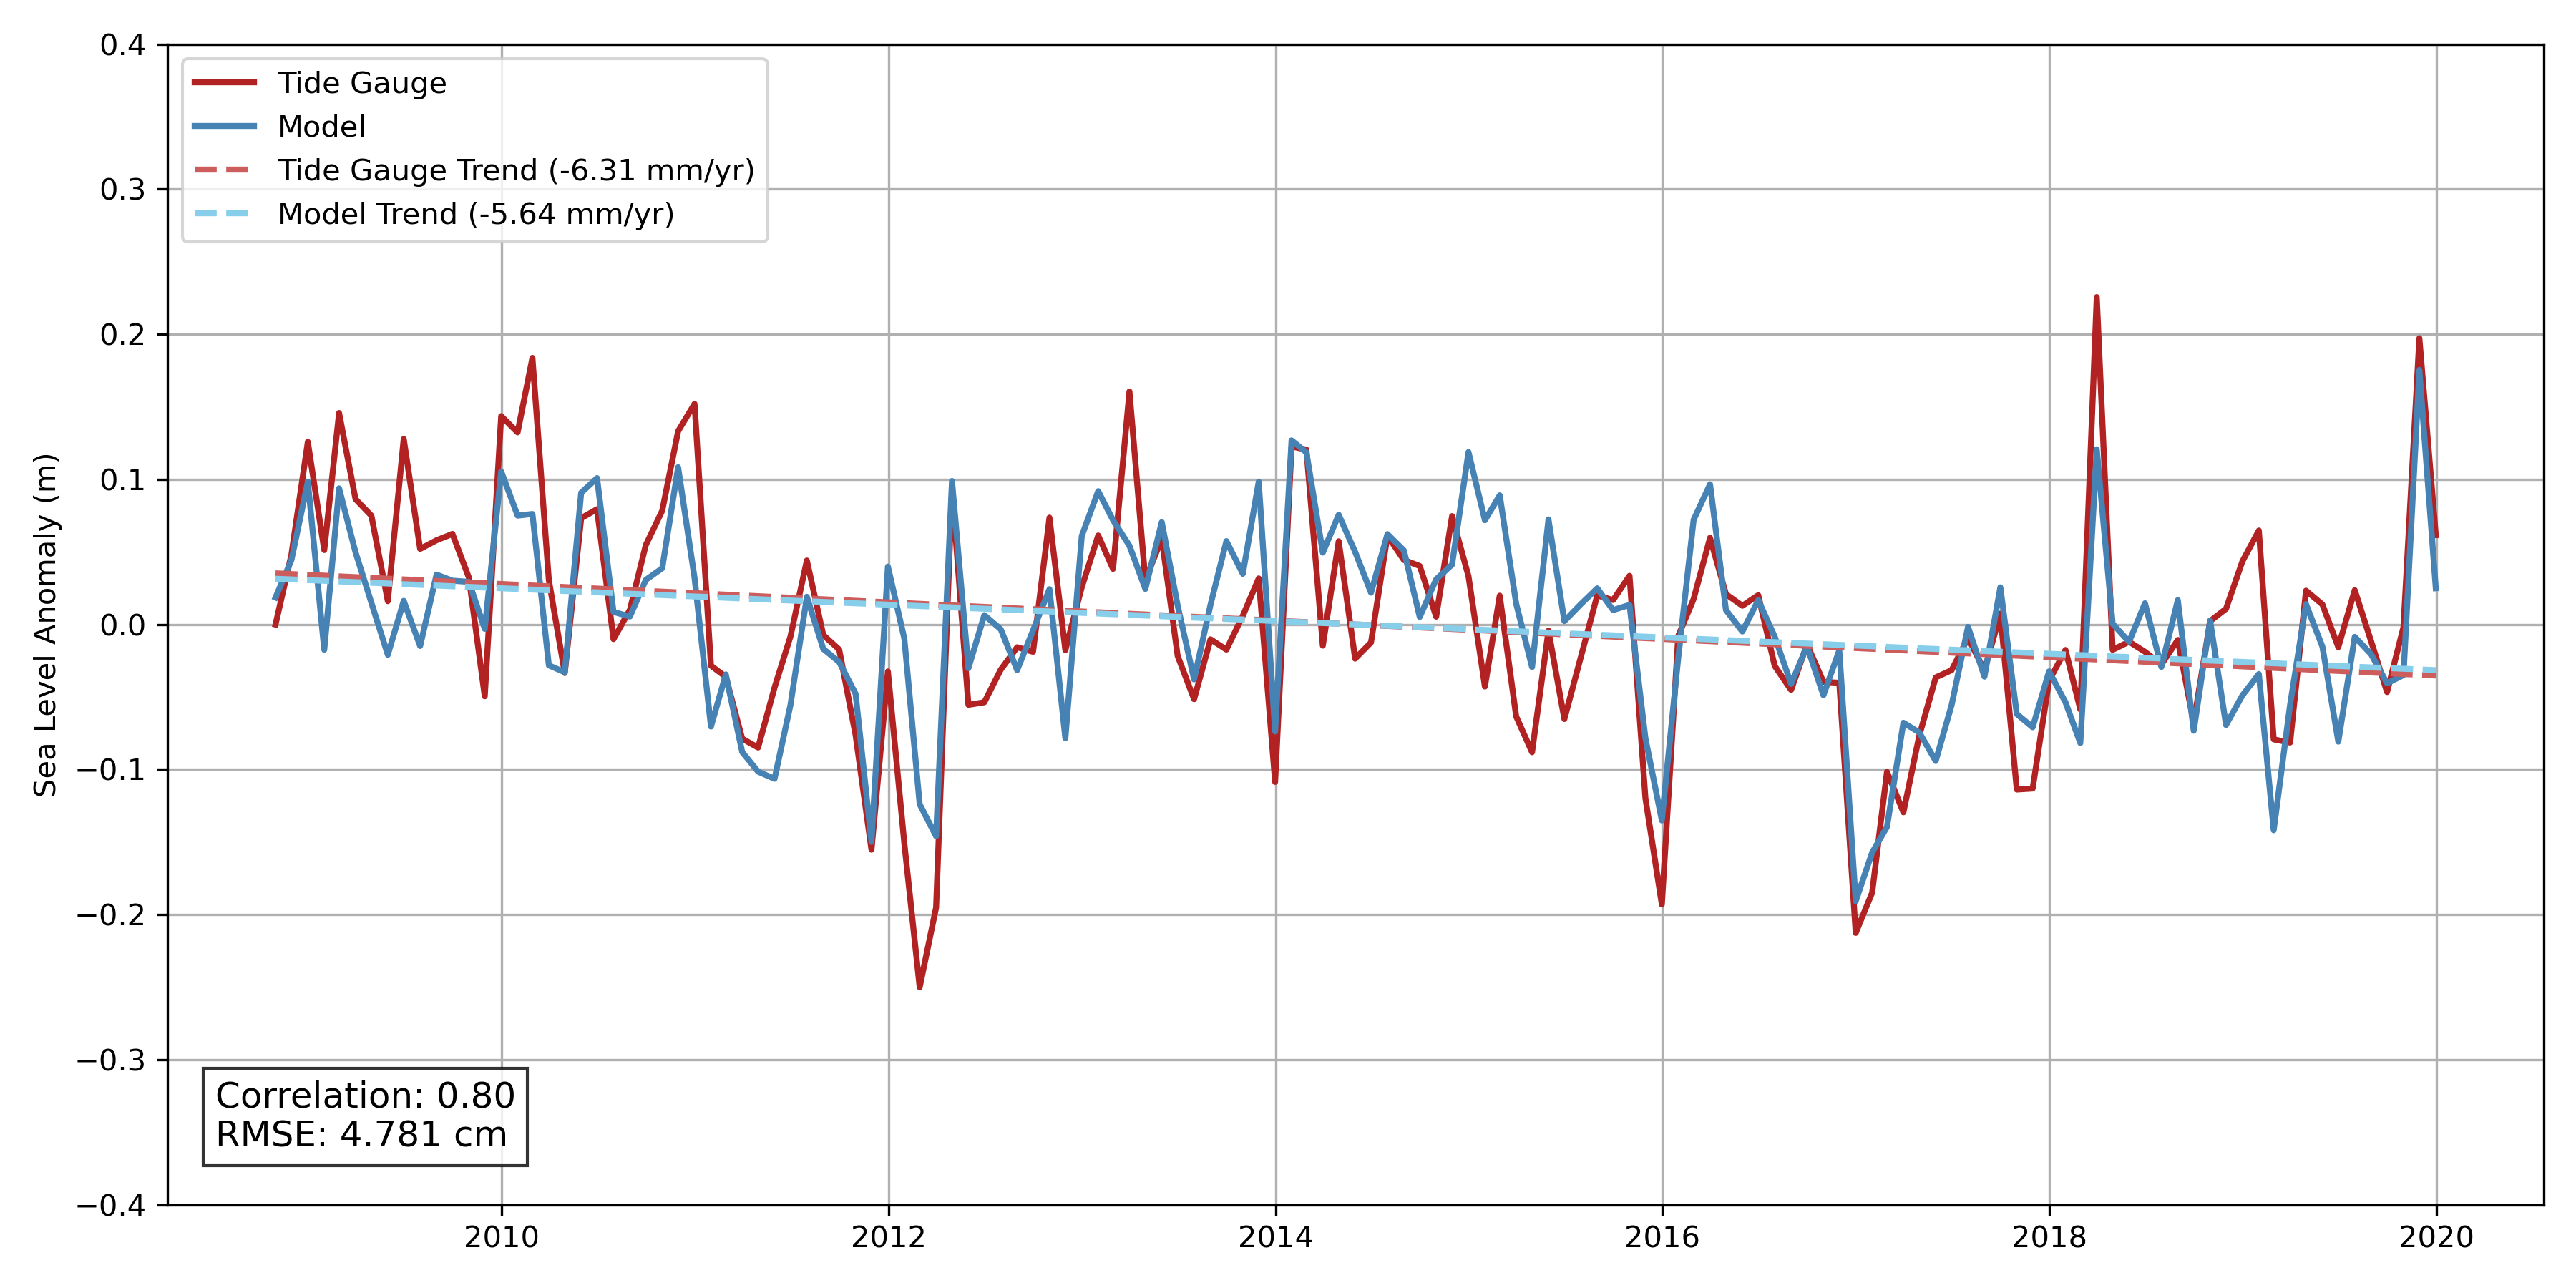 Tide Gauge
Model
Tide Gauge Trend (-6.31 mm/yr)
Model Trend (-5.64 mm/yr)
Sea Level Anomaly (m)
0.4
0.3
0.2
0.1
0.0
−0.1
−0.2
−0.3
−0.4
Correlation: 0.80
RMSE: 4.781 cm
2010
2012
2014
2016
2018
2020